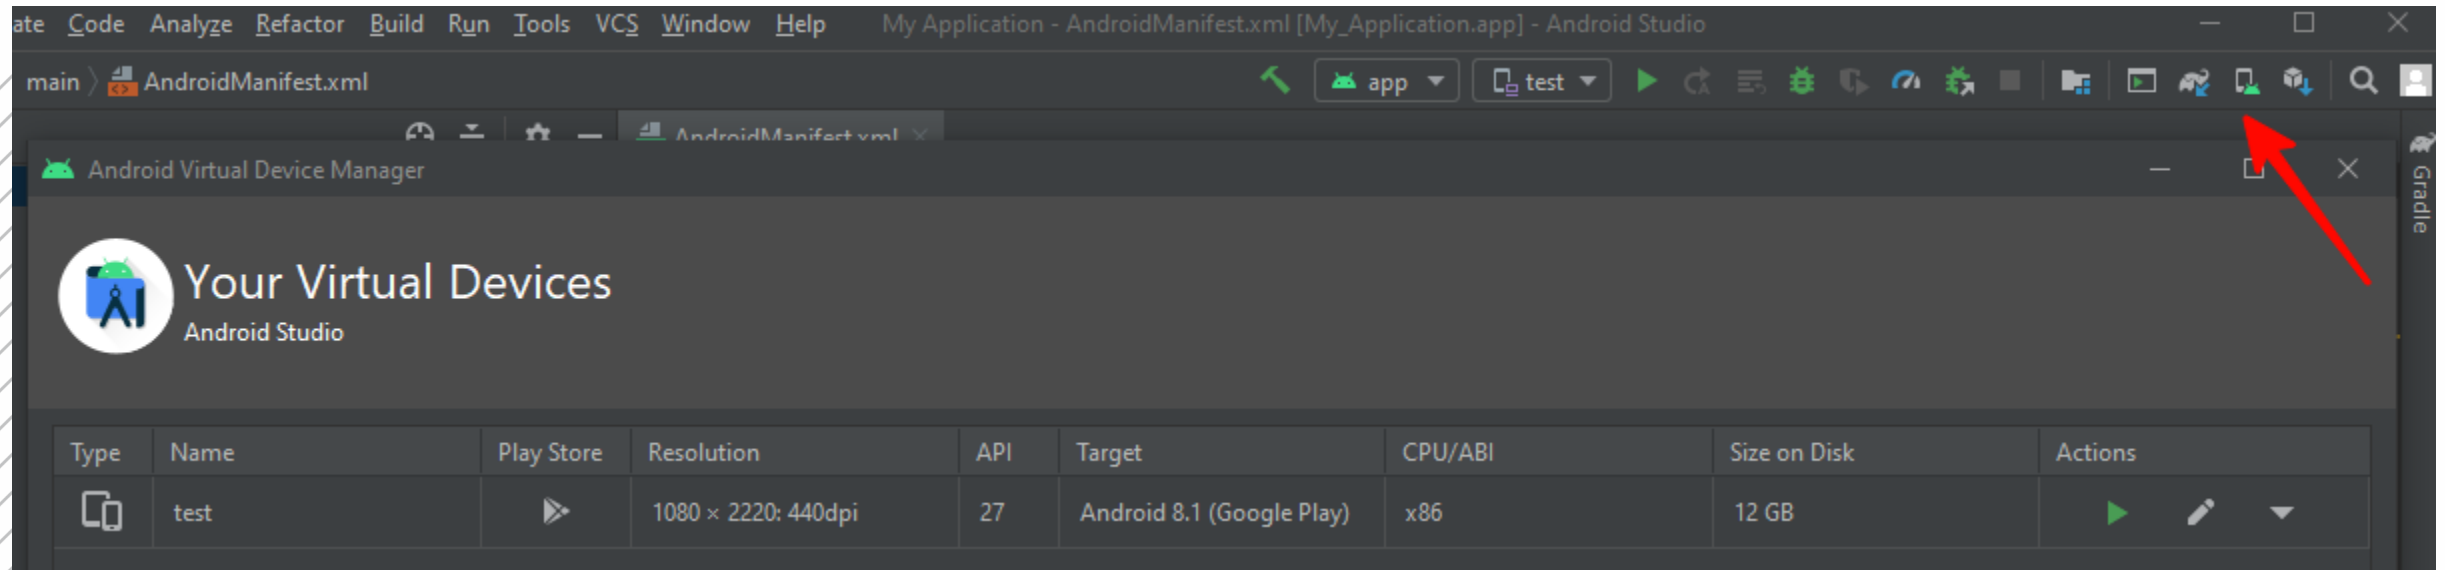 ate Code Analyze Refactor Build Run Tools VCS Window Help My Application - AndroidManifest.xml [My_Application.app] - Android Studio
main AndroidManifest.xml app test
AndroidManifest.xml
Android Virtual Device Manager
Gradle
Your Virtual Devices
Android Studio
Type Name Play Store Resolution API Target CPU/ABI Size on Disk Actions
test 1080 × 2220: 440dpi 27 Android 8.1 (Google Play) x86 12 GB